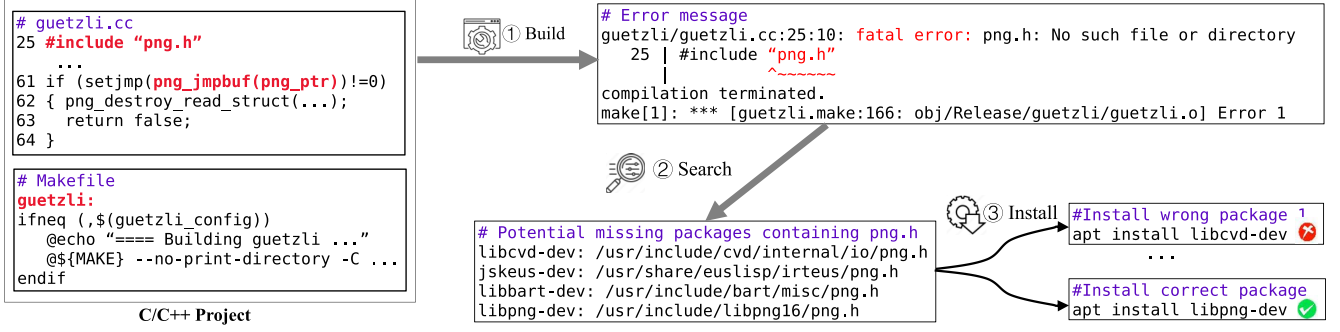 # guetzli.cc
25 #include “png.h”
...
61 if (setjmp(png_jmpbuf(png_ptr))!=0)
62 { png_destroy_read_struct(...);
63   return false;
64 }
# Makefile
guetzli:
ifneq (,$(guetzli_config))
@echo “==== Building guetzli ...”
@${MAKE} --no-print-directory -C ...
endif
C/C++ Project
① Build
# Error message
guetzli/guetzli.cc:25:10: fatal error: png.h: No such file or directory
25 | #include “png.h”
| ^~~~~~~
compilation terminated.
make[1]: *** [guetzli.make:166: obj/Release/guetzli/guetzli.o] Error 1
② Search
# Potential missing packages containing png.h
libcvd-dev: /usr/include/cvd/internal/io/png.h
jskeus-dev: /usr/share/euslisp/irteus/png.h
libbart-dev: /usr/include/bart/misc/png.h
libpng-dev: /usr/include/libpng16/png.h
③ Install
#Install wrong package 1
apt install libcvd-dev
...
#Install correct package
apt install libpng-dev